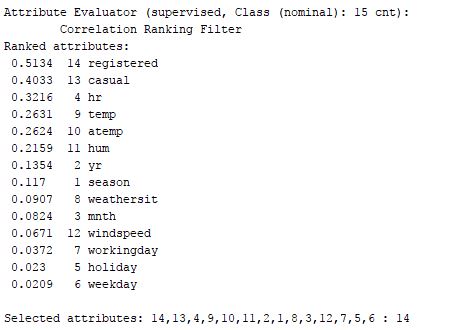 Attribute Evaluator (supervised, Class (nominal): 15 cnt):
Correlation Ranking Filter
Ranked attributes:
0.5134 14 registered
0.4033 13 casual
0.3216 4 hr
0.2631 9 temp
0.2624 10 atemp
0.2159 11 hum
0.1354 2 yr
0.117 1 season
0.0907 8 weathersit
0.0824 3 mnth
0.0671 12 windspeed
0.0372 7 workingday
0.023 5 holiday
0.0209 6 weekday
Selected attributes: 14,13,4,9,10,11,2,1,8,3,12,7,5,6 : 14